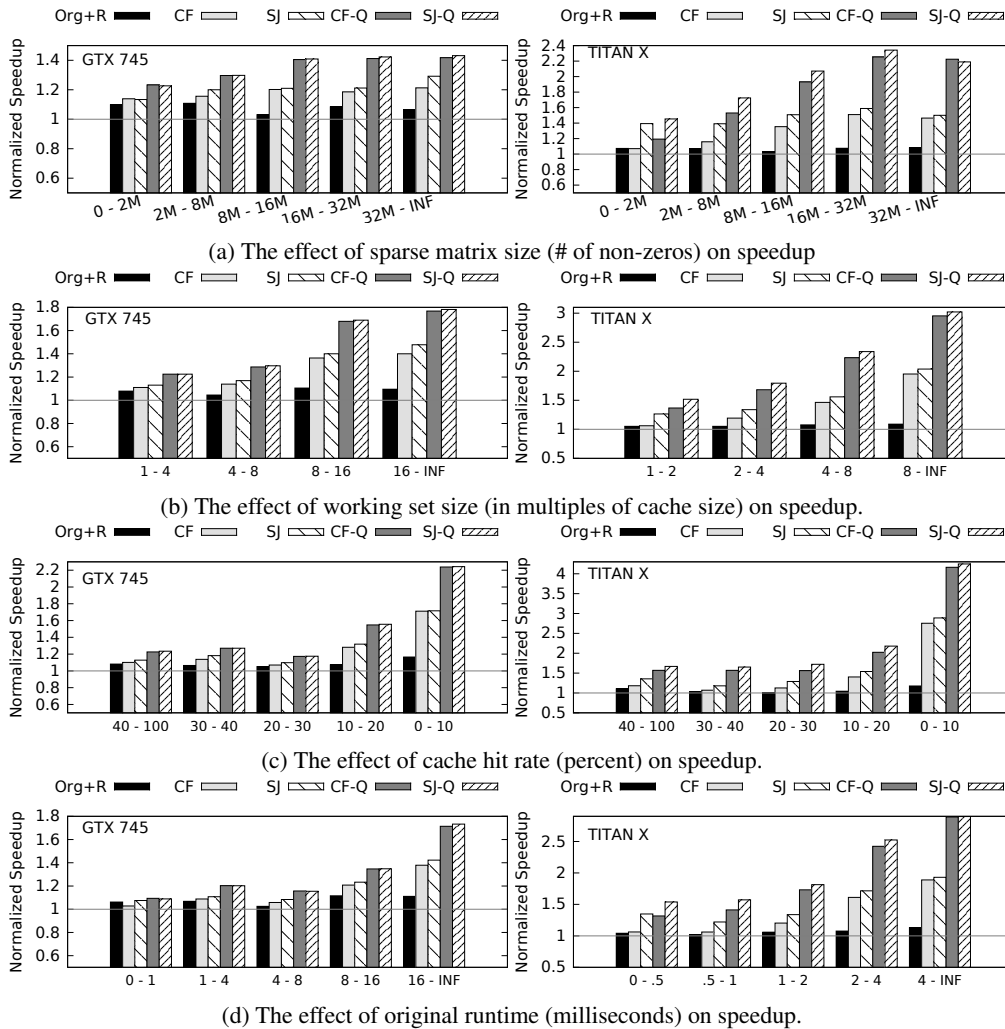 Org+R CF SJ CF-Q SJ-Q
Org+R CF SJ CF-Q SJ-Q
Normalized Speedup
GTX 745
1.4
1.2
1
0.8
0.6
0 - 2M 2M - 8M 8M - 16M 16M - 32M 32M - INF
Normalized Speedup
TITAN X
2.4
2.2
2
1.8
1.6
1.4
1.2
1
0.8
0.6
0 - 2M 2M - 8M 8M - 16M 16M - 32M 32M - INF
(a) The effect of sparse matrix size (# of non-zeros) on speedup
Org+R CF SJ CF-Q SJ-Q
Org+R CF SJ CF-Q SJ-Q
Normalized Speedup
GTX 745
1.8
1.6
1.4
1.2
1
0.8
0.6
1 - 4 4 - 8 8 - 16 16 - INF
Normalized Speedup
TITAN X
3
2.5
2
1.5
1
0.5
1 - 2 2 - 4 4 - 8 8 - INF
(b) The effect of working set size (in multiples of cache size) on speedup.
Org+R CF SJ CF-Q SJ-Q
Org+R CF SJ CF-Q SJ-Q
Normalized Speedup
GTX 745
2.2
2
1.8
1.6
1.4
1.2
1
0.8
0.6
40 - 100 30 - 40 20 - 30 10 - 20 0 - 10
Normalized Speedup
TITAN X
4
3.5
3
2.5
2
1.5
1
0.5
40 - 100 30 - 40 20 - 30 10 - 20 0 - 10
(c) The effect of cache hit rate (percent) on speedup.
Org+R CF SJ CF-Q SJ-Q
Org+R CF SJ CF-Q SJ-Q
Normalized Speedup
GTX 745
1.8
1.6
1.4
1.2
1
0.8
0.6
0 - 1 1 - 4 4 - 8 8 - 16 16 - INF
Normalized Speedup
TITAN X
2.5
2
1.5
1
0.5
0 - .5 .5 - 1 1 - 2 2 - 4 4 - INF
(d) The effect of original runtime (milliseconds) on speedup.